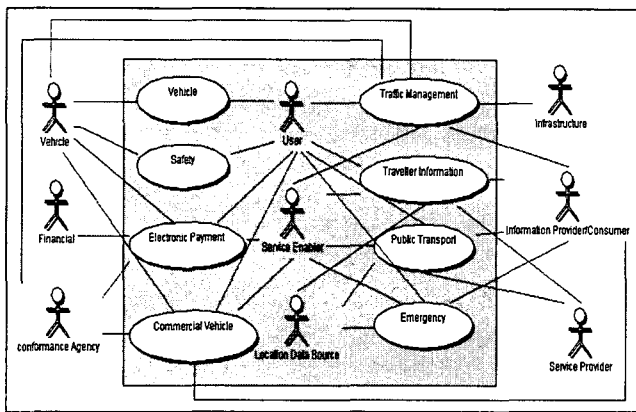 Vehicle
Traffic Management
Vehicle
User
Infrastructure
Safety
Traveller Information
Electronic Payment
Public Transport
Financial
Service Enabler
Information Provider/Consumer
Commercial Vehicle
Emergency
conformance Agency
Location Data Source
Service Provider